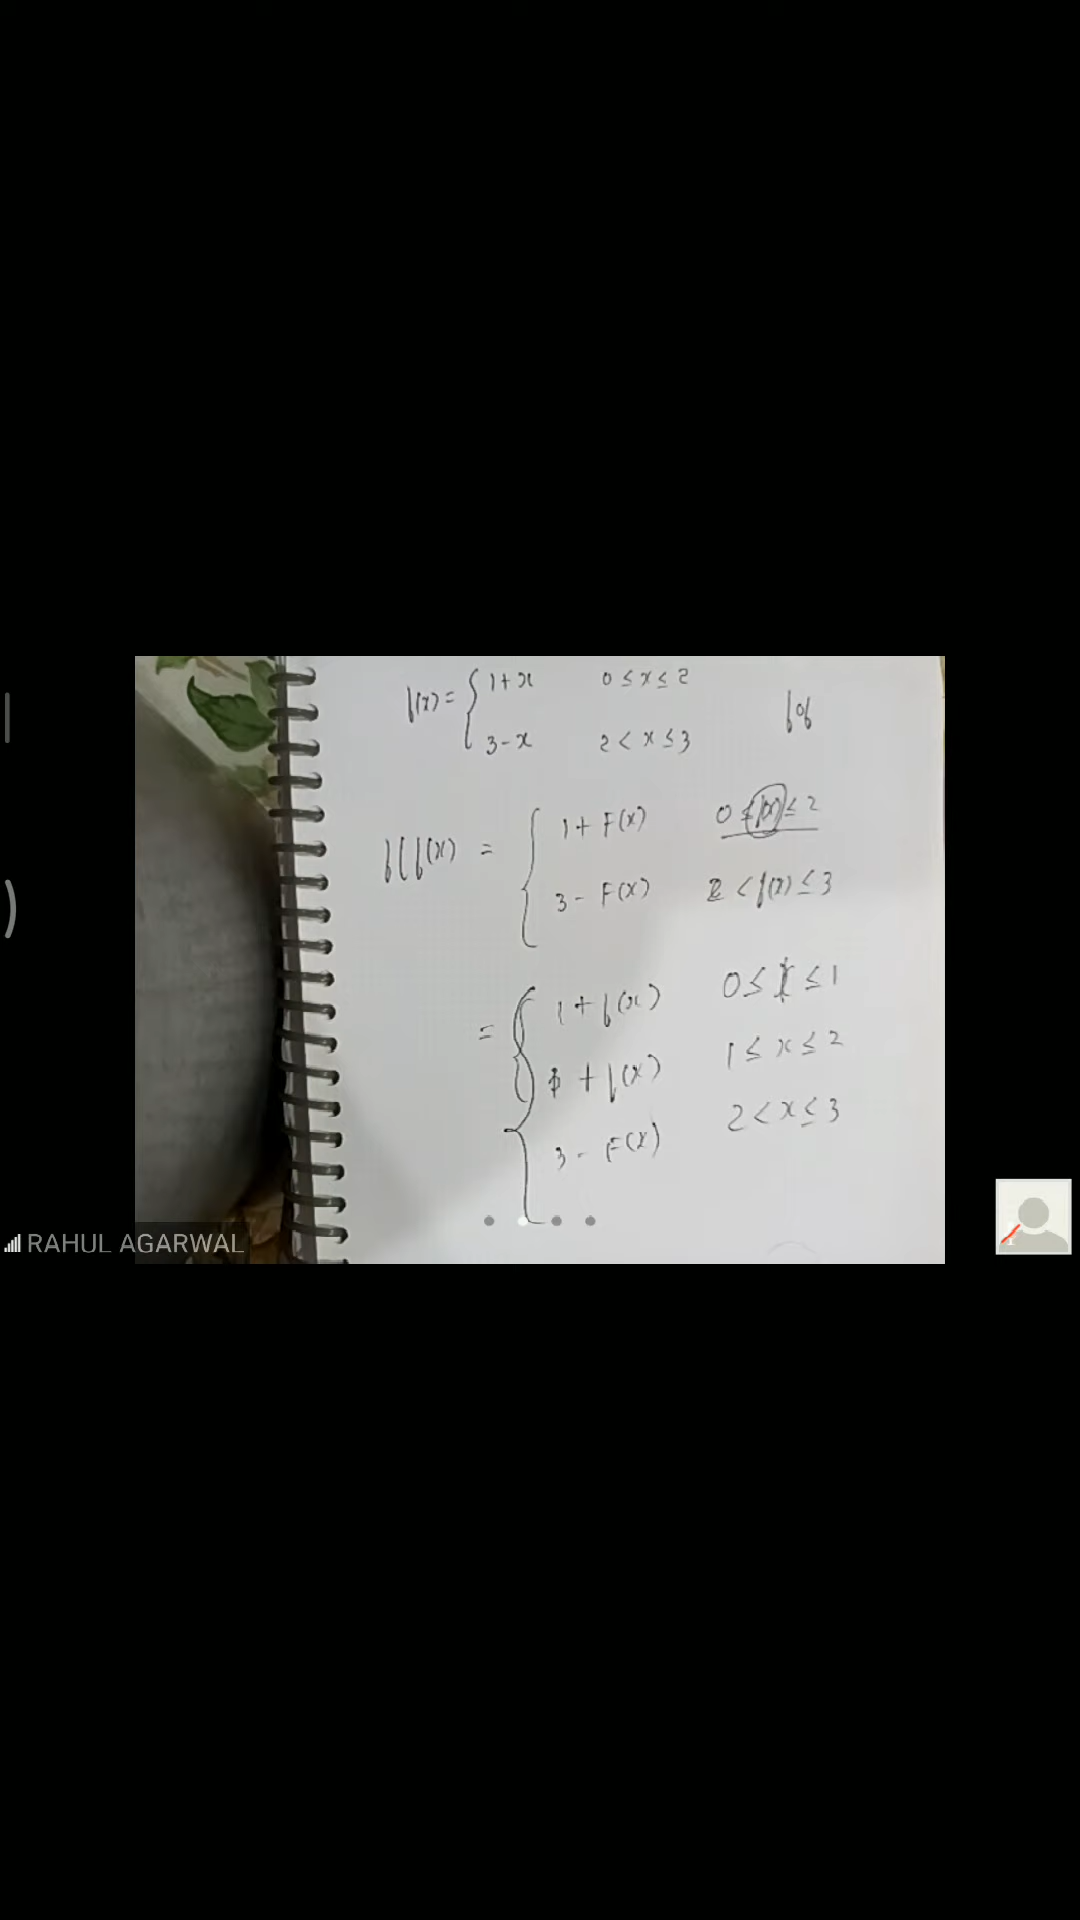 f(x) = { 1+x 0 ≤ x ≤ 2
3-x 2 < x ≤ 3
fof
f(f(x) = { 1 + F(x) 0 ≤ f(x) ≤ 2
3 - F(x) 2 < f(x) ≤ 3
= { 1 + f(x) 0 ≤ x ≤ 1
+ f(x) 1 ≤ x ≤ 2
3 - F(x) 2 < x ≤ 3
RAHUL AGARWAL